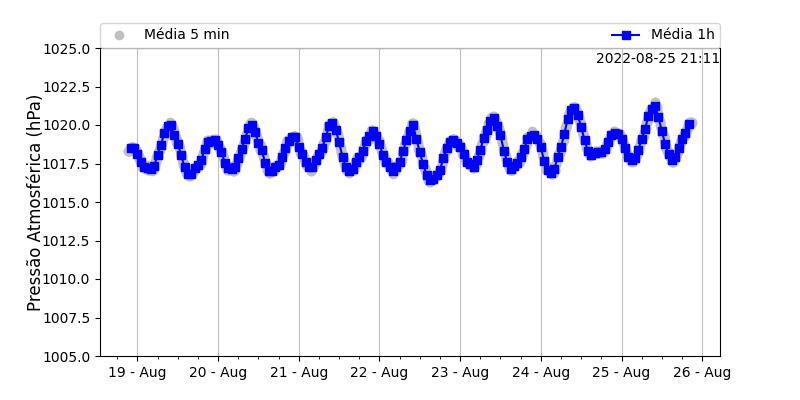 Média 5 min
Média 1h
2022-08-25 21:11
Pressão Atmosférica (hPa)
1025.0
1022.5
1020.0
1017.5
1015.0
1012.5
1010.0
1007.5
1005.0
19 - Aug
20 - Aug
21 - Aug
22 - Aug
23 - Aug
24 - Aug
25 - Aug
26 - Aug